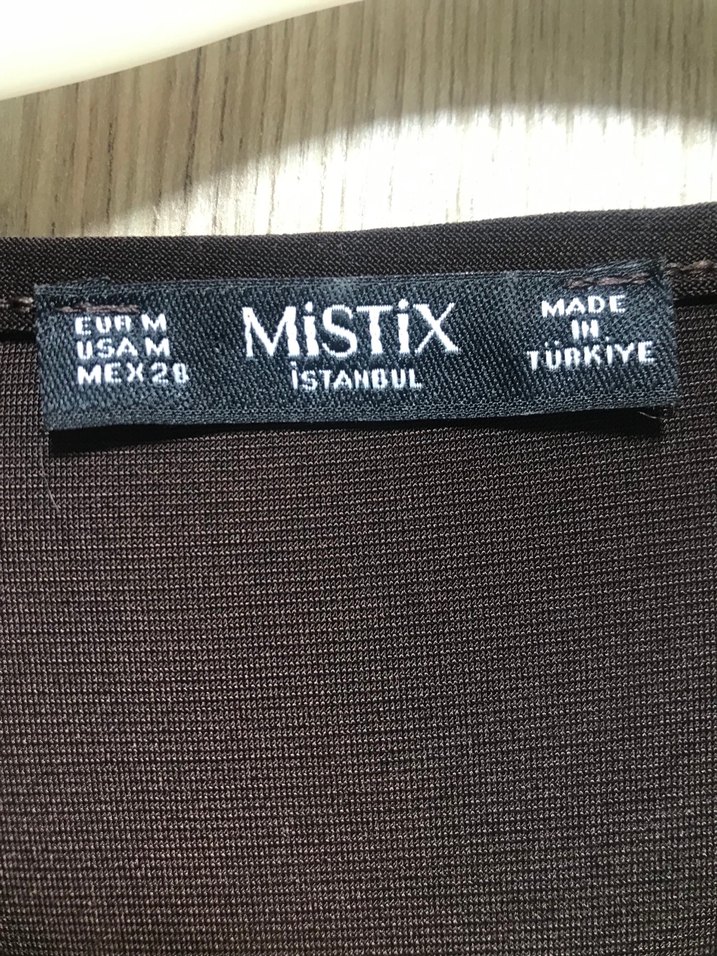 EUR M
USA M
MEX 28
MiSTiX
İSTANBUL
MADE
IN
TÜRKİYE